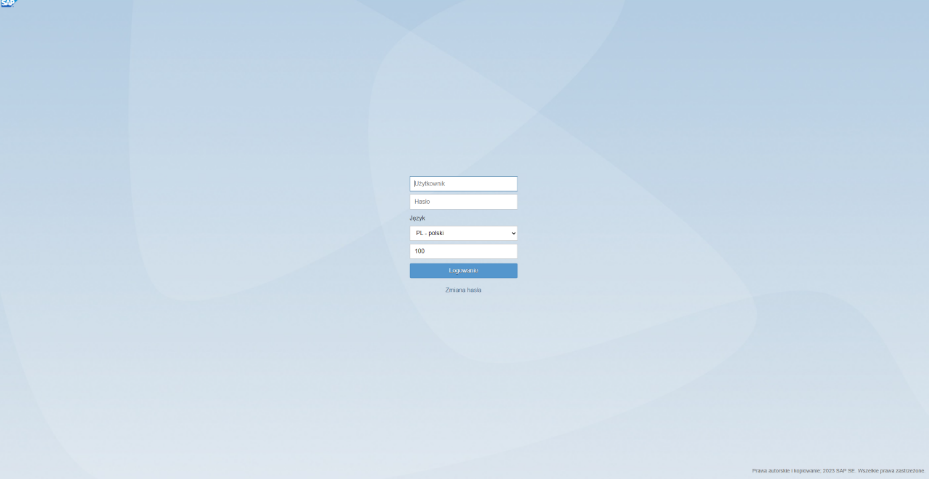 SAP
Użytkownik
Hasło
Język
PL - polski
100
Logowanie
Zmiana hasła
Prawa autorskie i kopiowanie: 2023 SAP SE. Wszelkie prawa zastrzeżone.